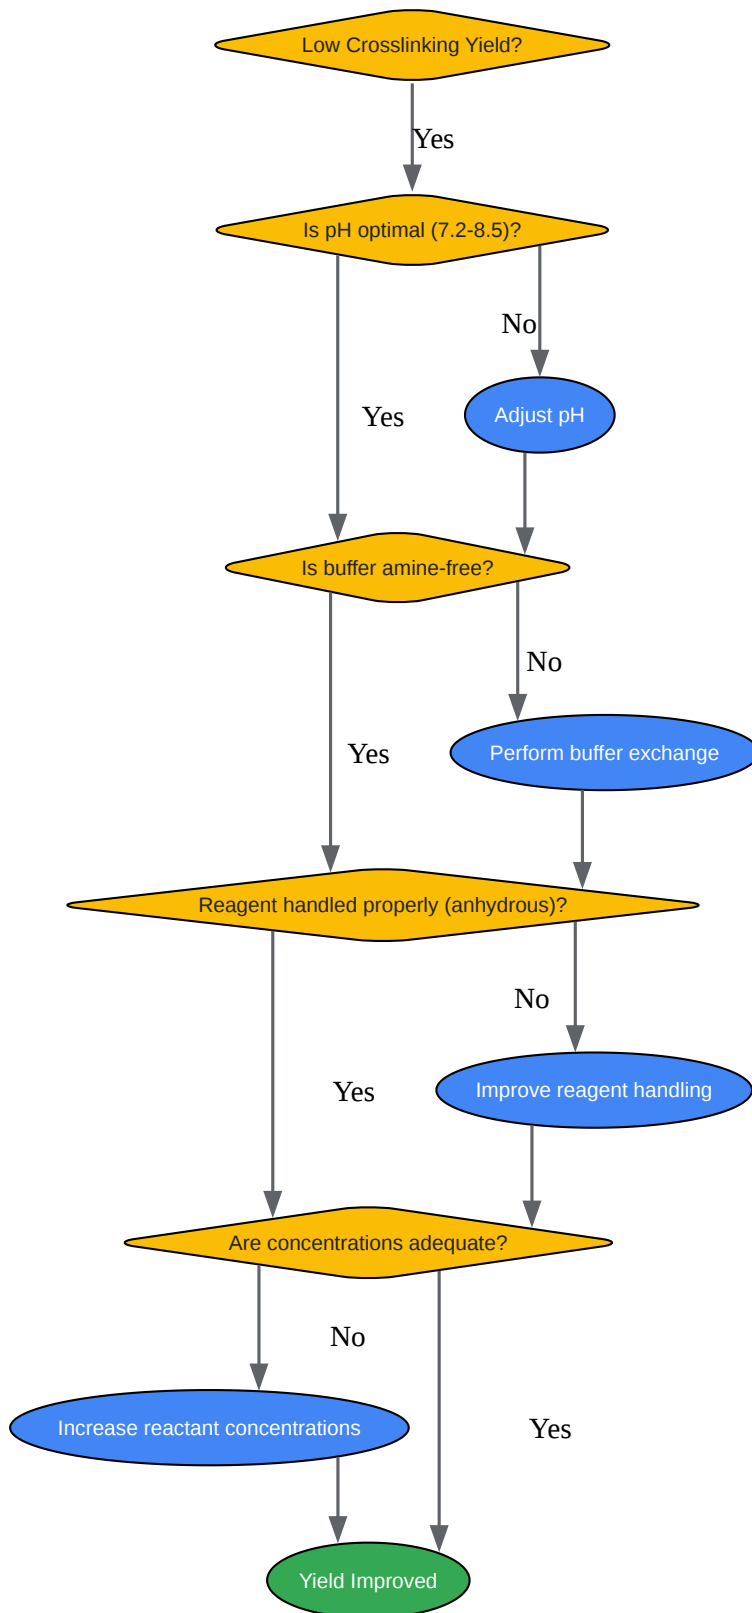 Low Crosslinking Yield?
Yes
Is pH optimal (7.2-8.5)?
No
Yes
Adjust pH
Is buffer amine-free?
No
Yes
Perform buffer exchange
Reagent handled properly (anhydrous)?
No
Yes
Improve reagent handling
Are concentrations adequate?
No
Increase reactant concentrations
Yes
Yield Improved